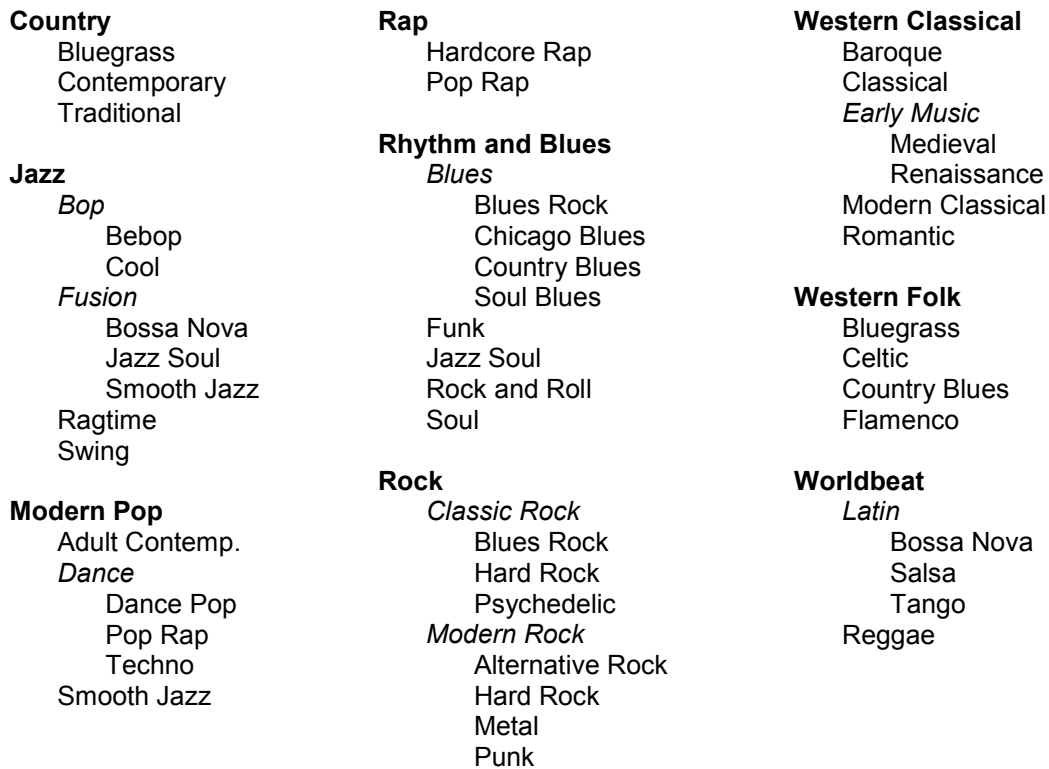 Country
Bluegrass
Contemporary
Traditional
Jazz
Bop
Bebop
Cool
Fusion
Bossa Nova
Jazz Soul
Smooth Jazz
Ragtime
Swing
Modern Pop
Adult Contemp.
Dance
Dance Pop
Pop Rap
Techno
Smooth Jazz
Rap
Hardcore Rap
Pop Rap
Rhythm and Blues
Blues
Blues Rock
Chicago Blues
Country Blues
Soul Blues
Funk
Jazz Soul
Rock and Roll
Soul
Rock
Classic Rock
Blues Rock
Hard Rock
Psychedelic
Modern Rock
Alternative Rock
Hard Rock
Metal
Punk
Western Classical
Baroque
Classical
Early Music
Medieval
Renaissance
Modern Classical
Romantic
Western Folk
Bluegrass
Celtic
Country Blues
Flamenco
Worldbeat
Latin
Bossa Nova
Salsa
Tango
Reggae